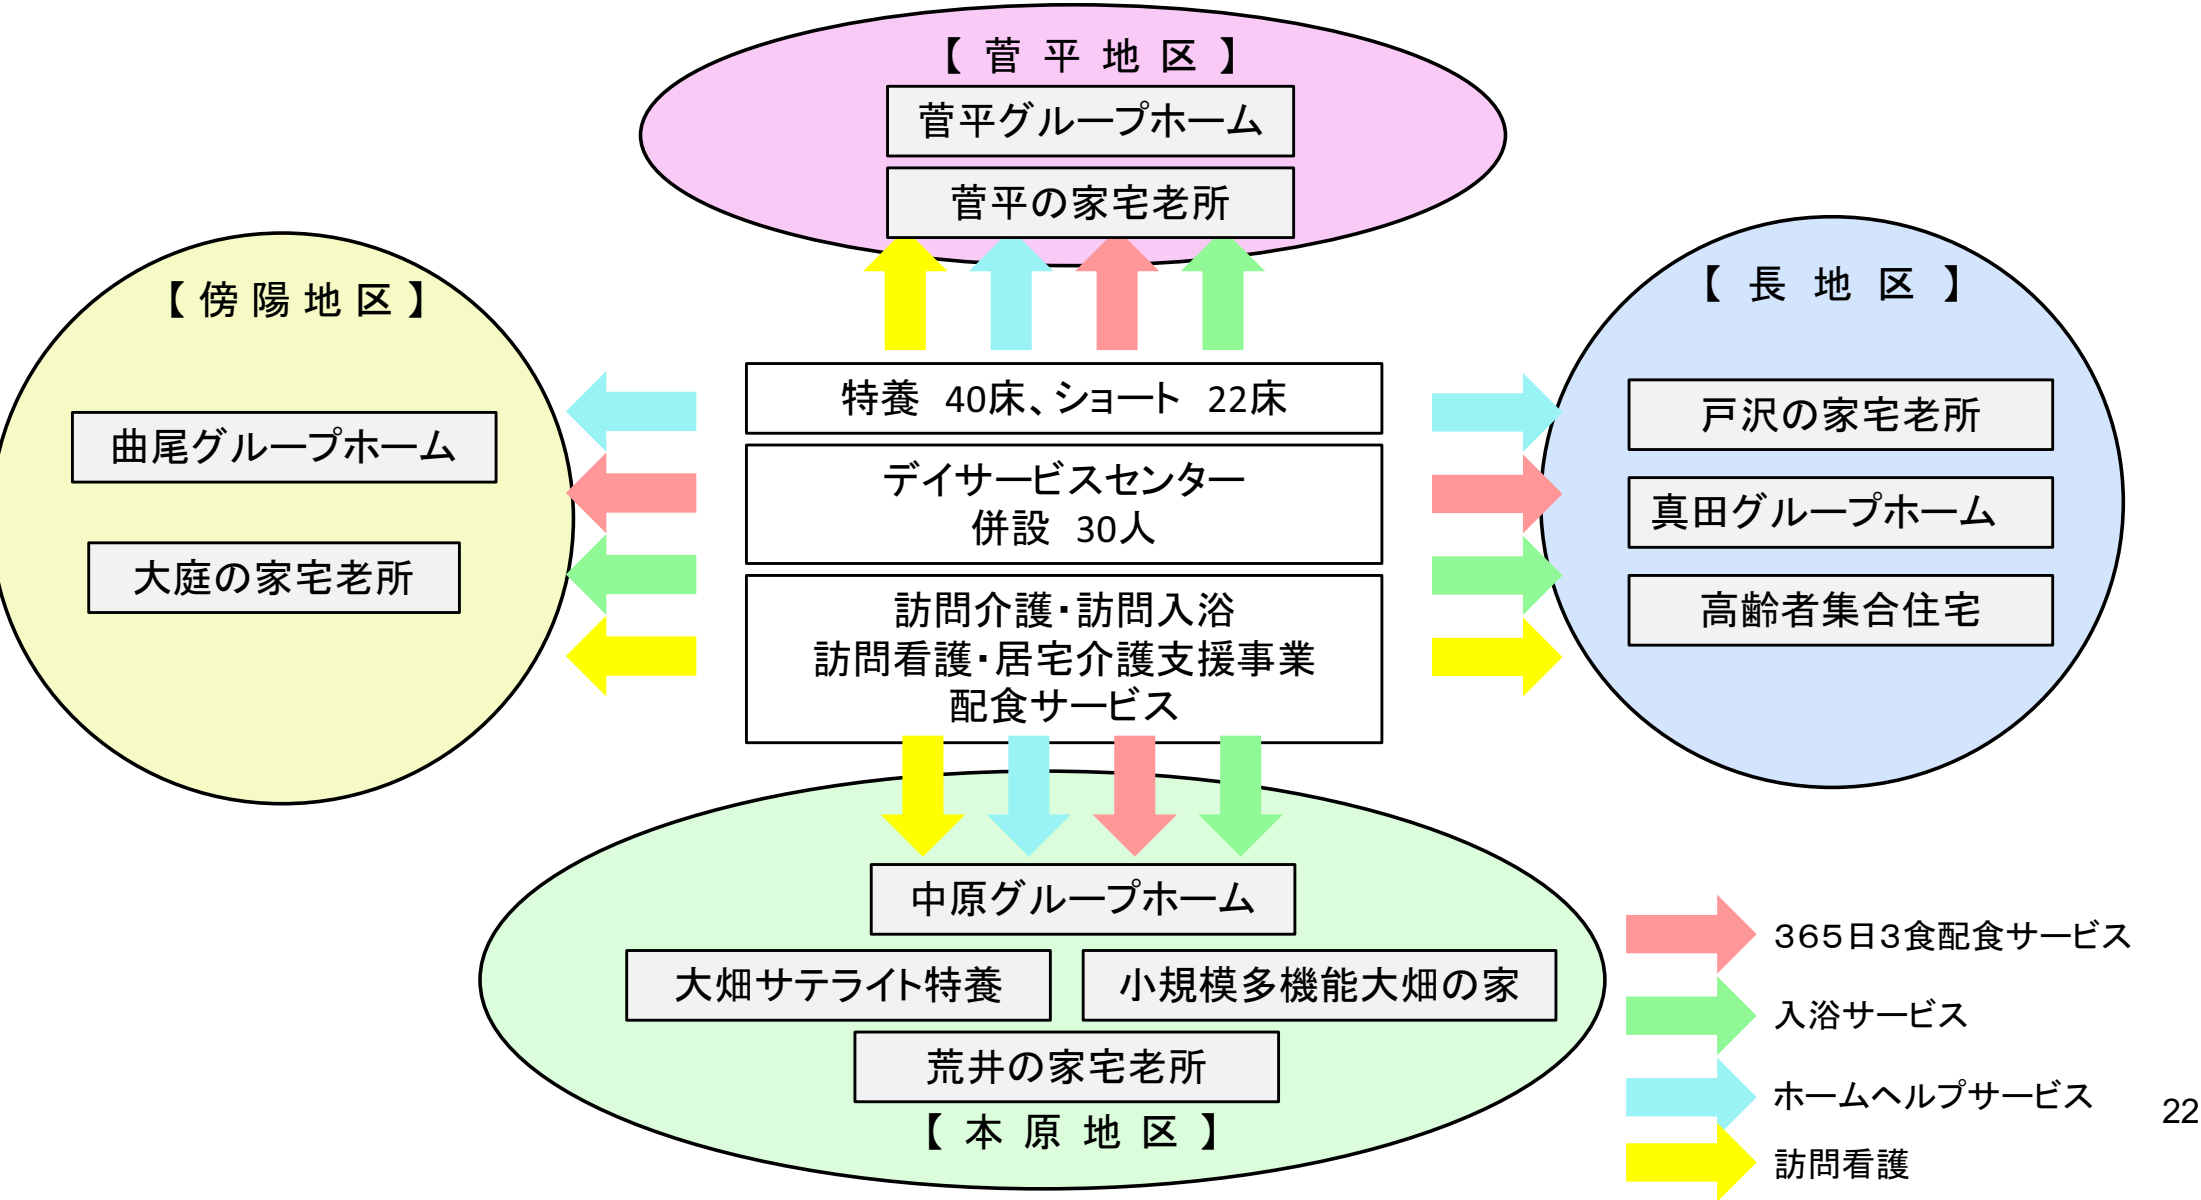 【 菅 平 地 区 】
菅平グループホーム
菅平の家宅老所
【 傍 陽 地 区 】
曲尾グループホーム
大庭の家宅老所
特養　40床、ショート　22床
デイサービスセンター
併設　30人
訪問介護・訪問入浴
訪問看護・居宅介護支援事業
配食サービス
【 長 地 区 】
戸沢の家宅老所
真田グループホーム
高齢者集合住宅
中原グループホーム
大畑サテライト特養
小規模多機能大畑の家
荒井の家宅老所
【 本 原 地 区 】
３６５日３食配食サービス
入浴サービス
ホームヘルプサービス
訪問看護
22